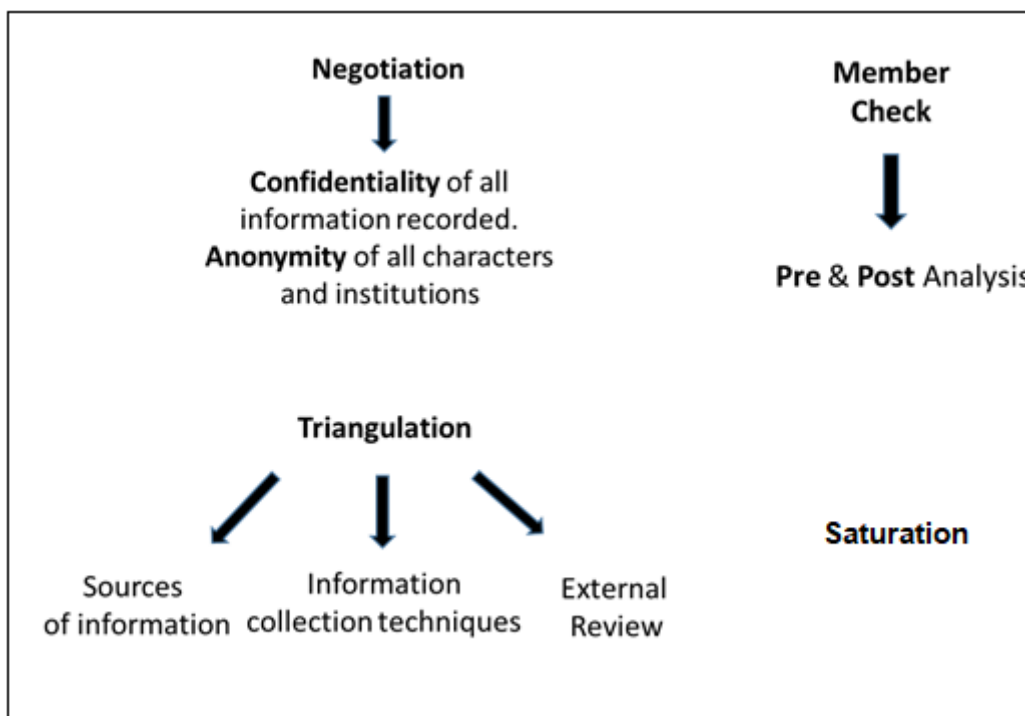 Negotiation
Confidentiality of all
information recorded.
Anonymity of all characters
and institutions
Member
Check
Pre & Post Analysis
Triangulation
Sources
of information
Information
collection techniques
External
Review
Saturation